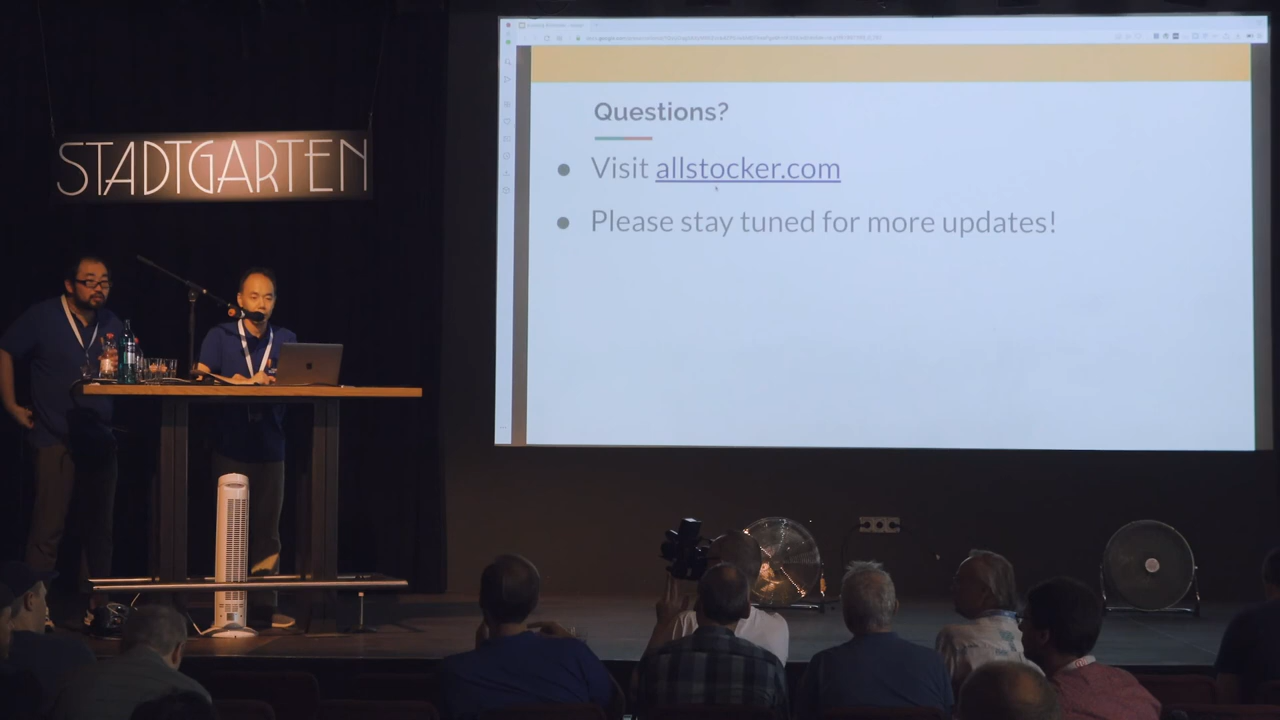 STADTGARTEN
Questions?
● Visit allstocker.com
● Please stay tuned for more updates!